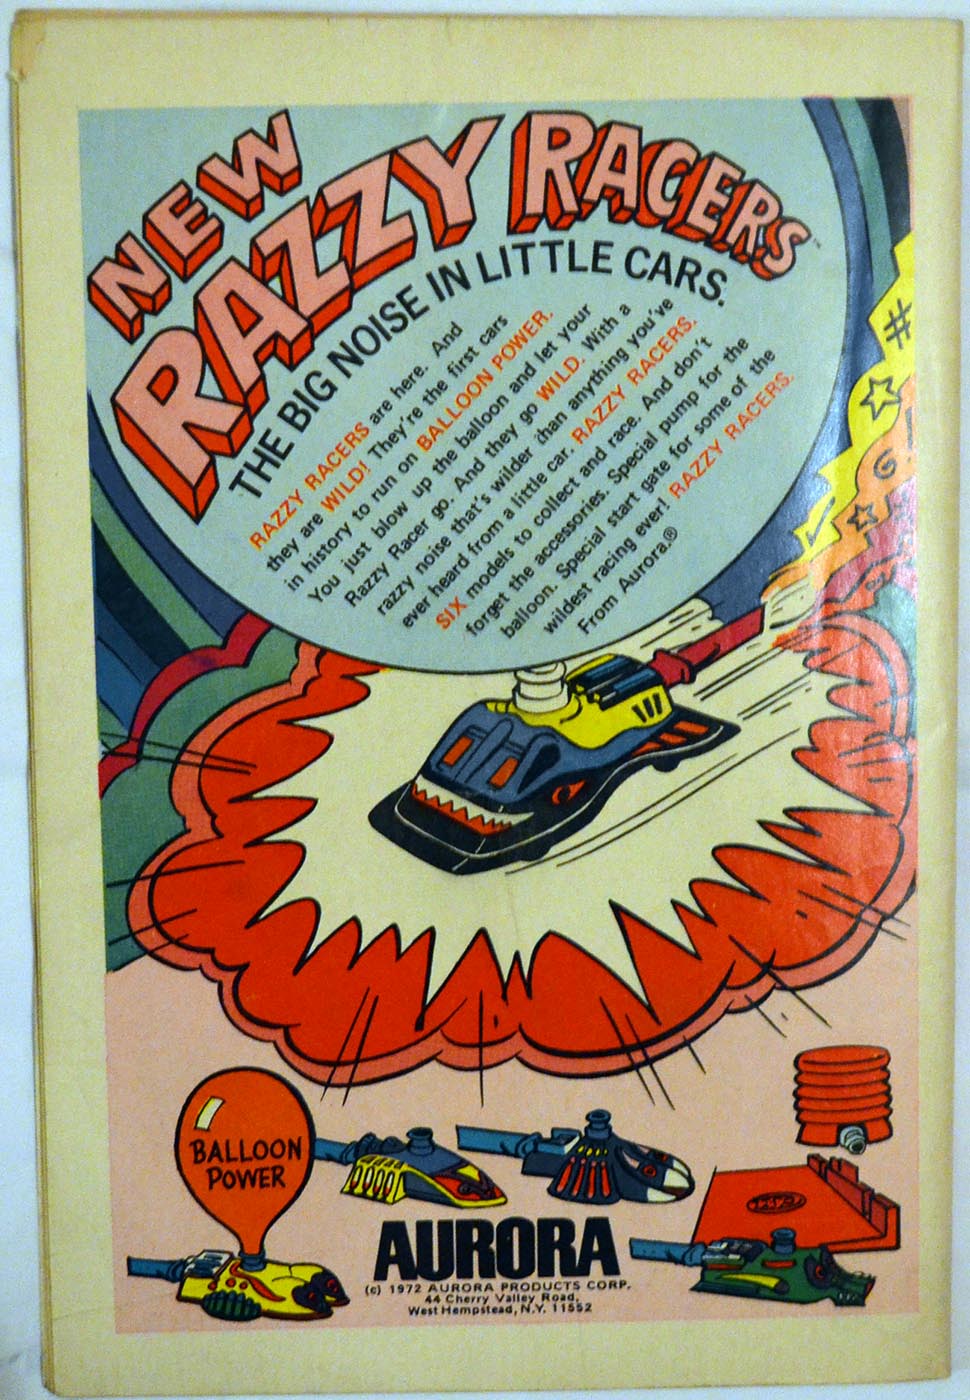 NEW
RAZZY RACERS™
THE BIG NOISE IN LITTLE CARS.
RAZZY RACERS are here. And
they are WILD! They're the first cars
in history to run on BALLOON POWER.
You just blow up the balloon and let your
Razzy Racer go. And they go WILD. With a
razzy noise that's wilder than anything you've
ever heard from a little car. RAZZY RACERS.
SIX models to collect and race. And don't
forget the accessories. Special pump for the
balloon. Special start gate for some of the
wildest racing ever! RAZZY RACERS.
From Aurora.®
#
G
!
BALLOON
POWER
AURORA
(c) 1972 AURORA PRODUCTS CORP.
44 Cherry Valley Road,
West Hempstead, N.Y. 11552